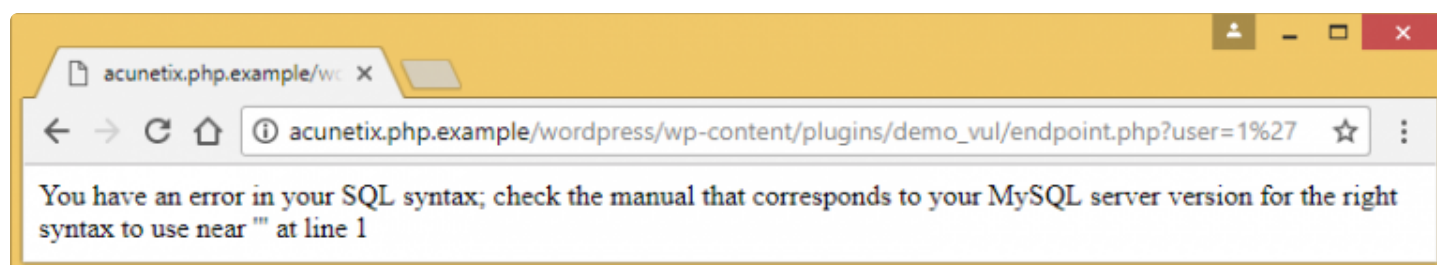 acunetix.php.example/wc
acunetix.php.example/wordpress/wp-content/plugins/demo_vul/endpoint.php?user=1%27
You have an error in your SQL syntax; check the manual that corresponds to your MySQL server version for the right
syntax to use near ''' at line 1